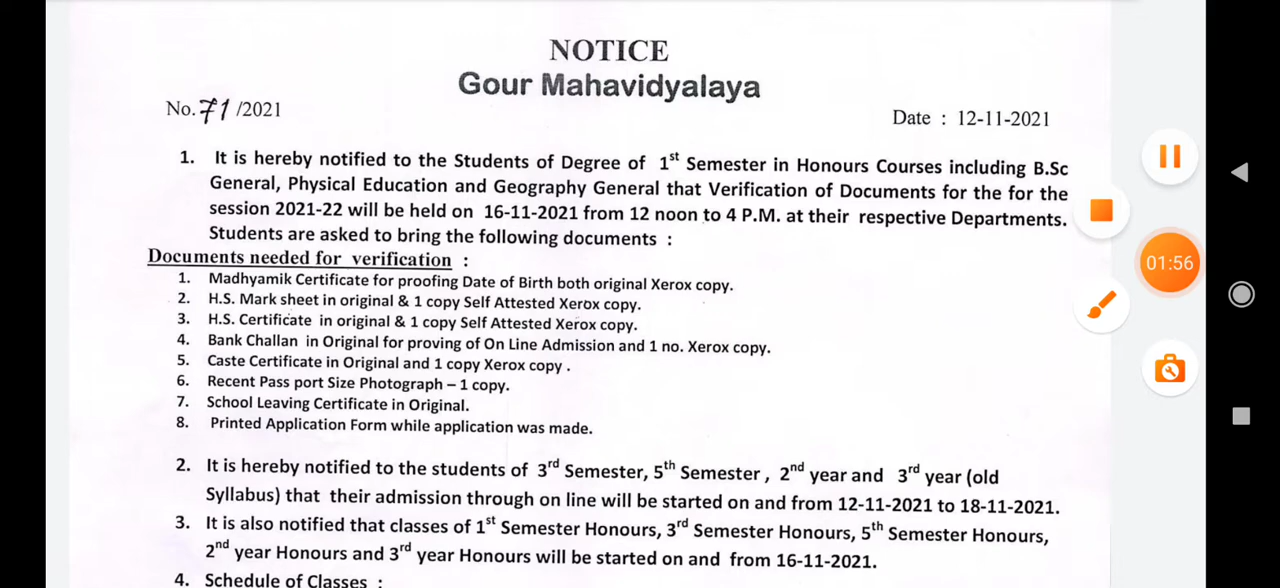 NOTICE
Gour Mahavidyalaya
No. 71 /2021
Date : 12-11-2021
1. It is hereby notified to the Students of Degree of 1st Semester in Honours Courses including B.Sc
General, Physical Education and Geography General that Verification of Documents for the for the
session 2021-22 will be held on 16-11-2021 from 12 noon to 4 P.M. at their respective Departments.
Students are asked to bring the following documents :
Documents needed for verification :
1. Madhyamik Certificate for proofing Date of Birth both original Xerox copy.
2. H.S. Mark sheet in original & 1 copy Self Attested Xerox copy.
3. H.S. Certificate in original & 1 copy Self Attested Xerox copy.
4. Bank Challan in Original for proving of On Line Admission and 1 no. Xerox copy.
5. Caste Certificate in Original and 1 copy Xerox copy .
6. Recent Pass port Size Photograph – 1 copy.
7. School Leaving Certificate in Original.
8. Printed Application Form while application was made.
2. It is hereby notified to the students of 3rd Semester, 5th Semester , 2nd year and 3rd year (old
Syllabus) that their admission through on line will be started on and from 12-11-2021 to 18-11-2021.
3. It is also notified that classes of 1st Semester Honours, 3rd Semester Honours, 5th Semester Honours,
2nd year Honours and 3rd year Honours will be started on and from 16-11-2021.
4. Schedule of Classes :
01:56